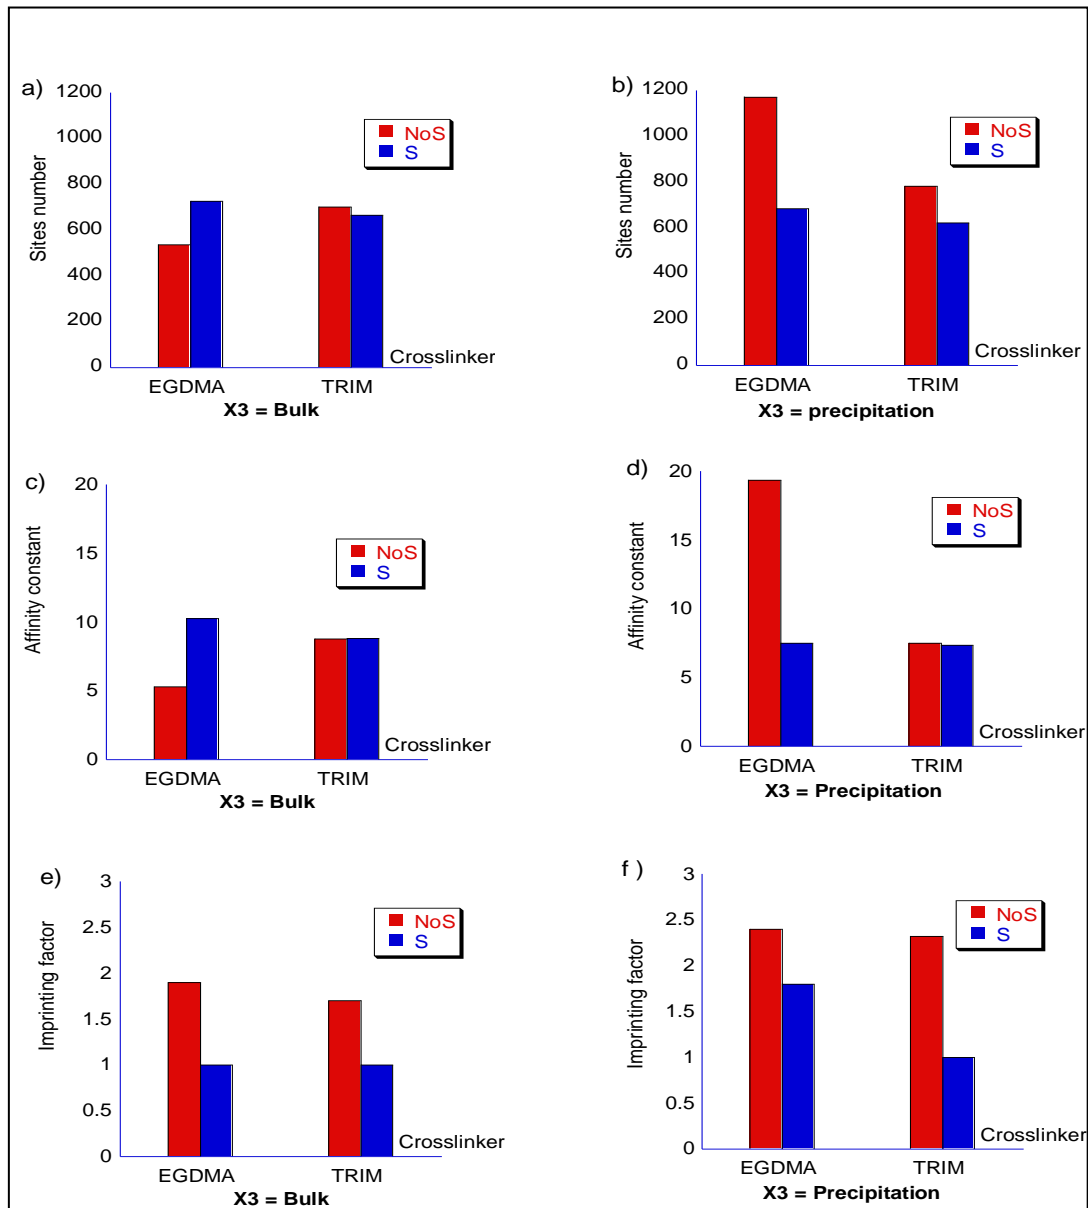 a)
1200
1000
800
600
400
200
0
Sites number
NoS
S
Crosslinker
EGDMA TRIM
X3 = Bulk
b)
1200
1000
800
600
400
200
0
Sites number
NoS
S
Crosslinker
EGDMA TRIM
X3 = precipitation
c)
20
15
10
5
0
Affinity constant
NoS
S
Crosslinker
EGDMA TRIM
X3 = Bulk
d)
20
15
10
5
0
Affinity constant
NoS
S
Crosslinker
EGDMA TRIM
X3 = Precipitation
e)
3
2.5
2
1.5
1
0.5
0
Imprinting factor
NoS
S
Crosslinker
EGDMA TRIM
X3 = Bulk
f )
3
2.5
2
1.5
1
0.5
0
Imprinting factor
NoS
S
Crosslinker
EGDMA TRIM
X3 = Precipitation